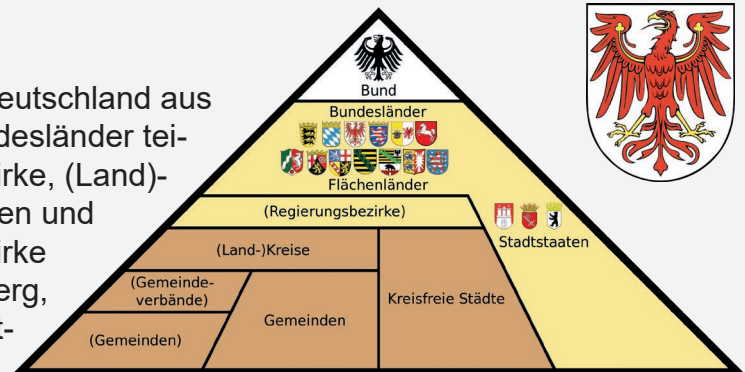 eutschland aus
desländer tei-
irke, (Land)-
en und
irke
erg,
t-
Bund
Bundesländer
Flächenländer
(Regierungsbezirke)
Stadtstaaten
(Land-)Kreise
(Gemeinde-
verbände)
Gemeinden
Kreisfreie Städte
(Gemeinden)